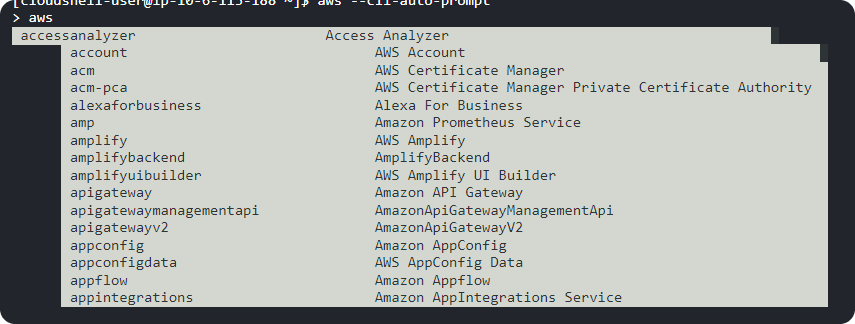 [cloudshell-user@ip-10-6-115-188 ~]$ aws --cli-auto-prompt
> aws
accessanalyzer Access Analyzer
account AWS Account
acm AWS Certificate Manager
acm-pca AWS Certificate Manager Private Certificate Authority
alexaforbusiness Alexa For Business
amp Amazon Prometheus Service
amplify AWS Amplify
amplifybackend AmplifyBackend
amplifyuibuilder AWS Amplify UI Builder
apigateway Amazon API Gateway
apigatewaymanagementapi AmazonApiGatewayManagementApi
apigatewayv2 AmazonApiGatewayV2
appconfig Amazon AppConfig
appconfigdata AWS AppConfig Data
appflow Amazon Appflow
appintegrations Amazon AppIntegrations Service